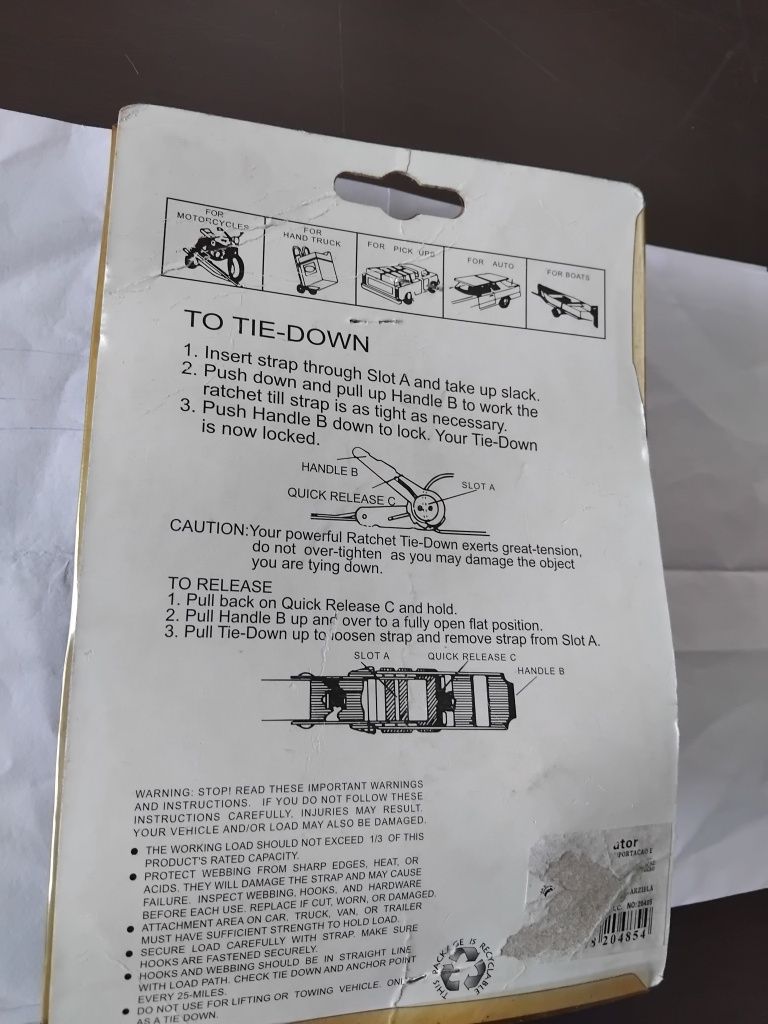 FOR
MOTORCYCLES
FOR
HAND TRUCK
FOR PICK UPS
FOR AUTO
FOR BOATS
TO TIE-DOWN
1. Insert strap through Slot A and take up slack.
2. Push down and pull up Handle B to work the
ratchet till strap is as tight as necessary.
3. Push Handle B down to lock. Your Tie-Down
is now locked.
HANDLE B
SLOT A
QUICK RELEASE C
CAUTION:Your powerful Ratchet Tie-Down exerts great-tension,
do not over-tighten as you may damage the object
you are tying down.
TO RELEASE
1. Pull back on Quick Release C and hold.
2. Pull Handle B up and over to a fully open flat position.
3. Pull Tie-Down up to loosen strap and remove strap from Slot A.
SLOT A
QUICK RELEASE C
HANDLE B
WARNING: STOP! READ THESE IMPORTANT WARNINGS
AND INSTRUCTIONS. IF YOU DO NOT FOLLOW THESE
INSTRUCTIONS CAREFULLY, INJURIES MAY RESULT.
YOUR VEHICLE AND/OR LOAD MAY ALSO BE DAMAGED.
● THE WORKING LOAD SHOULD NOT EXCEED 1/3 OF THIS
PRODUCT'S RATED CAPACITY.
● PROTECT WEBBING FROM SHARP EDGES, HEAT, OR
ACIDS. THEY WILL DAMAGE THE STRAP AND MAY CAUSE
FAILURE. INSPECT WEBBING, HOOKS, AND HARDWARE
BEFORE EACH USE. REPLACE IF CUT, WORN, OR DAMAGED.
● ATTACHMENT AREA ON CAR, TRUCK, VAN, OR TRAILER
MUST HAVE SUFFICIENT STRENGTH TO HOLD LOAD.
● SECURE LOAD CAREFULLY WITH STRAP. MAKE SURE
HOOKS ARE FASTENED SECURELY.
● HOOKS AND WEBBING SHOULD BE IN STRAIGHT LINE
WITH LOAD PATH. CHECK TIE DOWN AND ANCHOR POINT
EVERY 25-MILES.
● DO NOT USE FOR LIFTING OR TOWING VEHICLE. ONLY
AS A TIE DOWN.
THIS PACKAGE IS RECYCLABLE
ator
PORTACAO E
ARZILA
NO:20405
8 204854